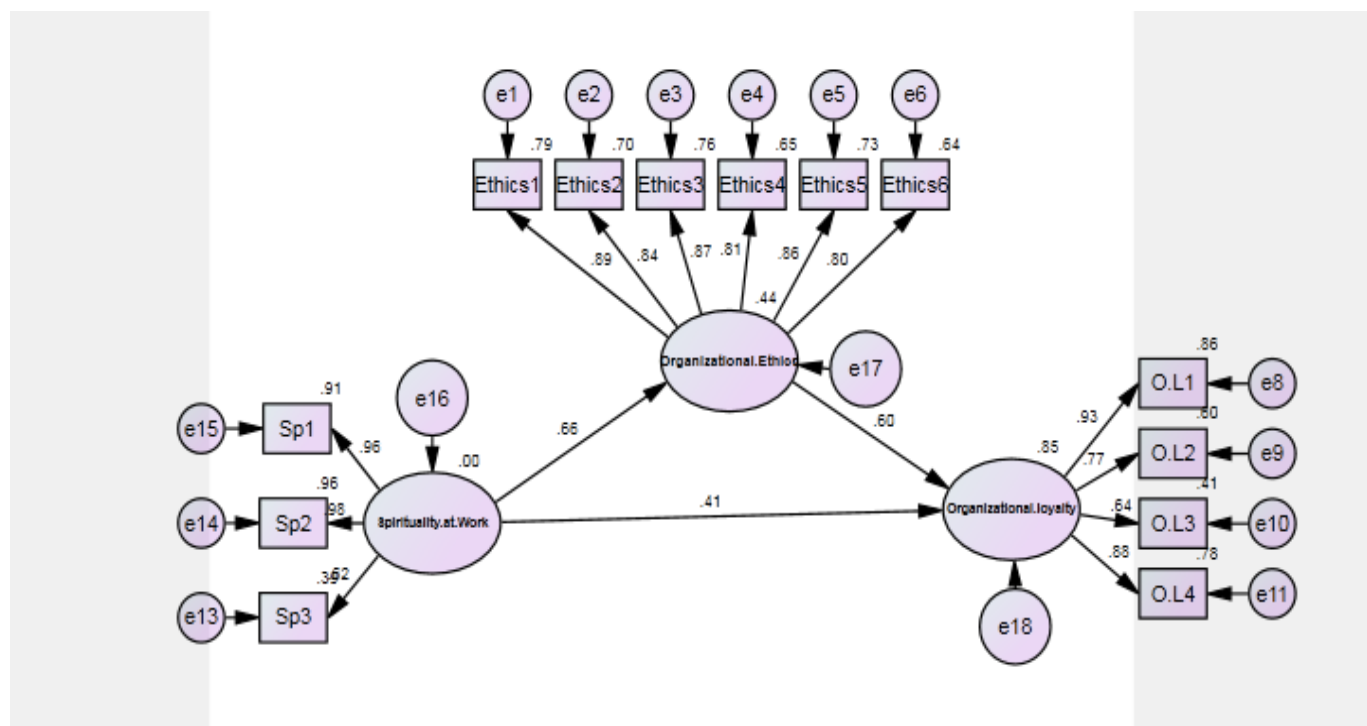 e1 e2 e3 e4 e5 e6
.79 .70 .76 .65 .73 .64
Ethics1 Ethics2 Ethics3 Ethics4 Ethics5 Ethics6
.89 .84 .87 .81 .86 .80
.44
Organizational.Ethics
e17
e16
.66
.60
.00
.91
e15 Sp1
.96
.96
e14 Sp2
.98
Spirituality.at.Work
e13 Sp3
.62
.41
.85
Organizational.loyalty
e18
.86
O.L1 e8
.93
.60
O.L2 e9
.77
.41
O.L3 e10
.64
.78
O.L4 e11
.88